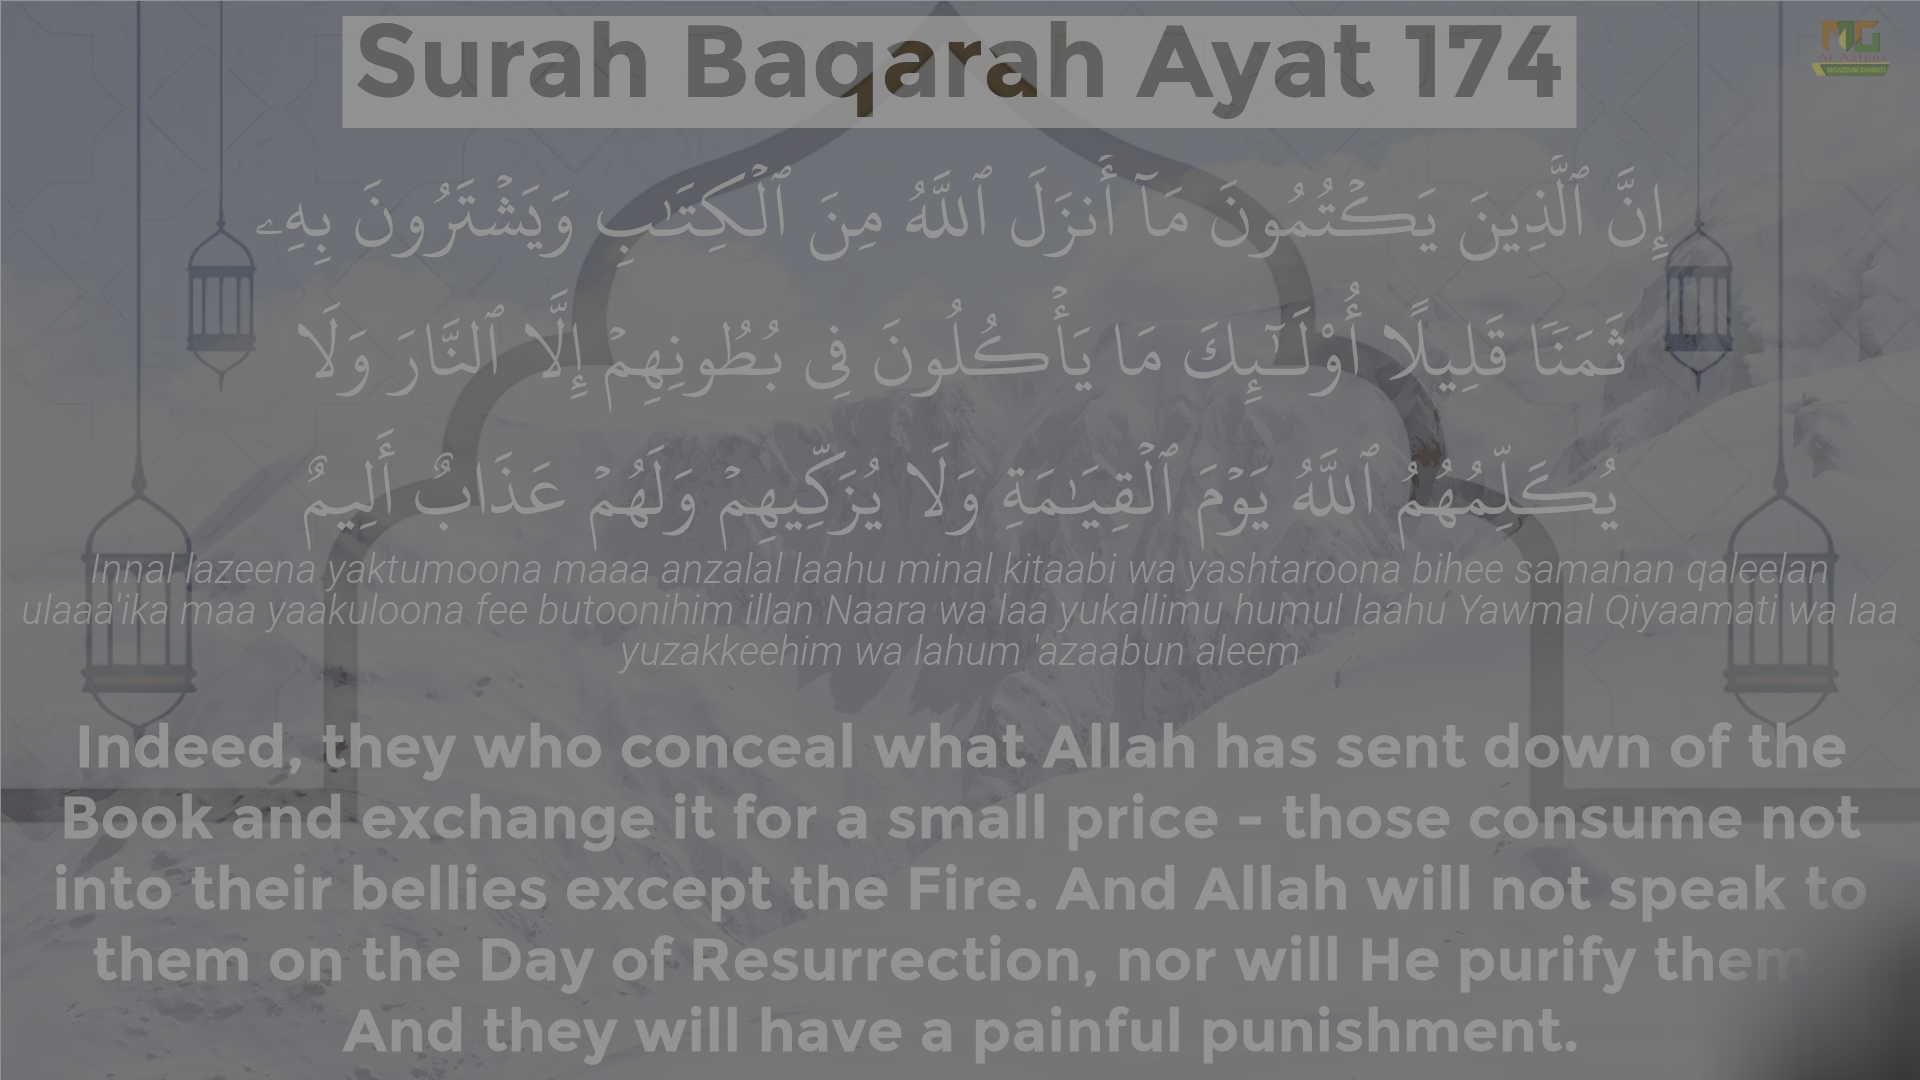 Surah Baqarah Ayat 174
MG
Al Azhan
MOAZZUM CHISHTI
إِنَّ ٱلَّذِينَ يَكْتُمُونَ مَآ أَنزَلَ ٱللَّهُ مِنَ ٱلْكِتَـٰبِ وَيَشْتَرُونَ بِهِۦ
ثَمَنًا قَلِيلًا أُو۟لَـٰٓئِكَ مَا يَأْكُلُونَ فِى بُطُونِهِمْ إِلَّا ٱلنَّارَ وَلَا
يُكَلِّمُهُمُ ٱللَّهُ يَوْمَ ٱلْقِيَـٰمَةِ وَلَا يُزَكِّيهِمْ وَلَهُمْ عَذَابٌ أَلِيمٌ
Innal lazeena yaktumoona maaa anzalal laahu minal kitaabi wa yashtaroona bihee samanan qaleelan
ulaaa'ika maa yaakuloona fee butoonihim illan Naara wa laa yukallimu humul laahu Yawmal Qiyaamati wa laa
yuzakkeehim wa lahum 'azaabun aleem
Indeed, they who conceal what Allah has sent down of the
Book and exchange it for a small price - those consume not
into their bellies except the Fire. And Allah will not speak to
them on the Day of Resurrection, nor will He purify them
And they will have a painful punishment.